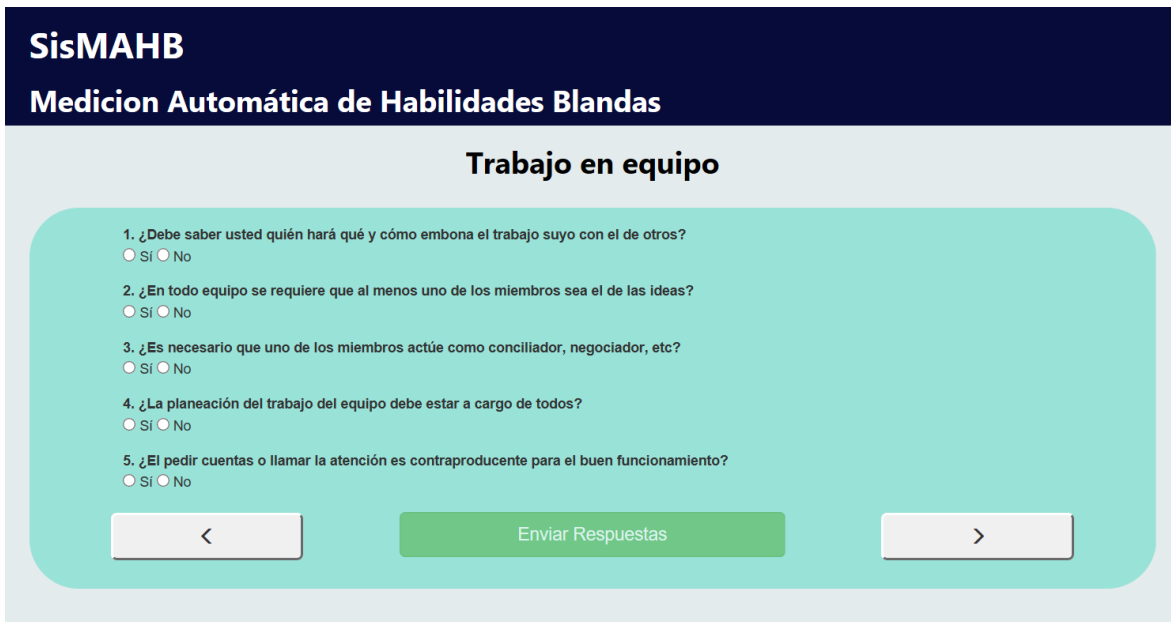 SisMAHB
Medicion Automática de Habilidades Blandas
Trabajo en equipo
1. ¿Debe saber usted quién hará qué y cómo embona el trabajo suyo con el de otros?
Sí No
2. ¿En todo equipo se requiere que al menos uno de los miembros sea el de las ideas?
Sí No
3. ¿Es necesario que uno de los miembros actúe como conciliador, negociador, etc?
Sí No
4. ¿La planeación del trabajo del equipo debe estar a cargo de todos?
Sí No
5. ¿El pedir cuentas o llamar la atención es contraproducente para el buen funcionamiento?
Sí No
< Enviar Respuestas >